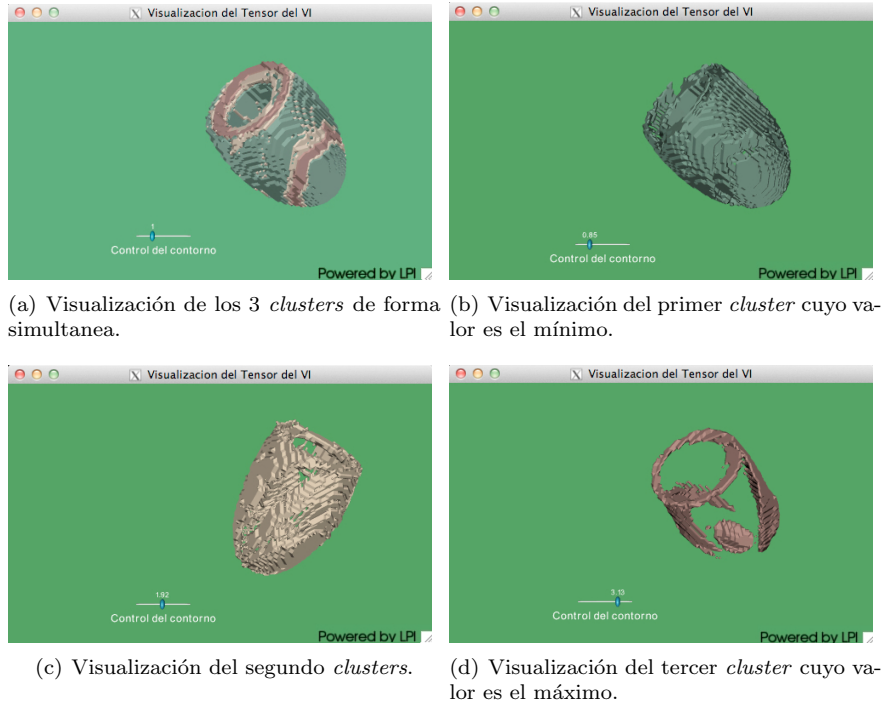 Visualizacion del Tensor del VI
1
Control del contorno
Powered by LPI
(a) Visualización de los 3 clusters de forma
simultanea.
Visualizacion del Tensor del VI
0.85
Control del contorno
Powered by LPI
(b) Visualización del primer cluster cuyo va-
lor es el mínimo.
Visualizacion del Tensor del VI
1.92
Control del contorno
Powered by LPI
(c) Visualización del segundo clusters.
Visualizacion del Tensor del VI
3.13
Control del contorno
Powered by LPI
(d) Visualización del tercer cluster cuyo va-
lor es el máximo.